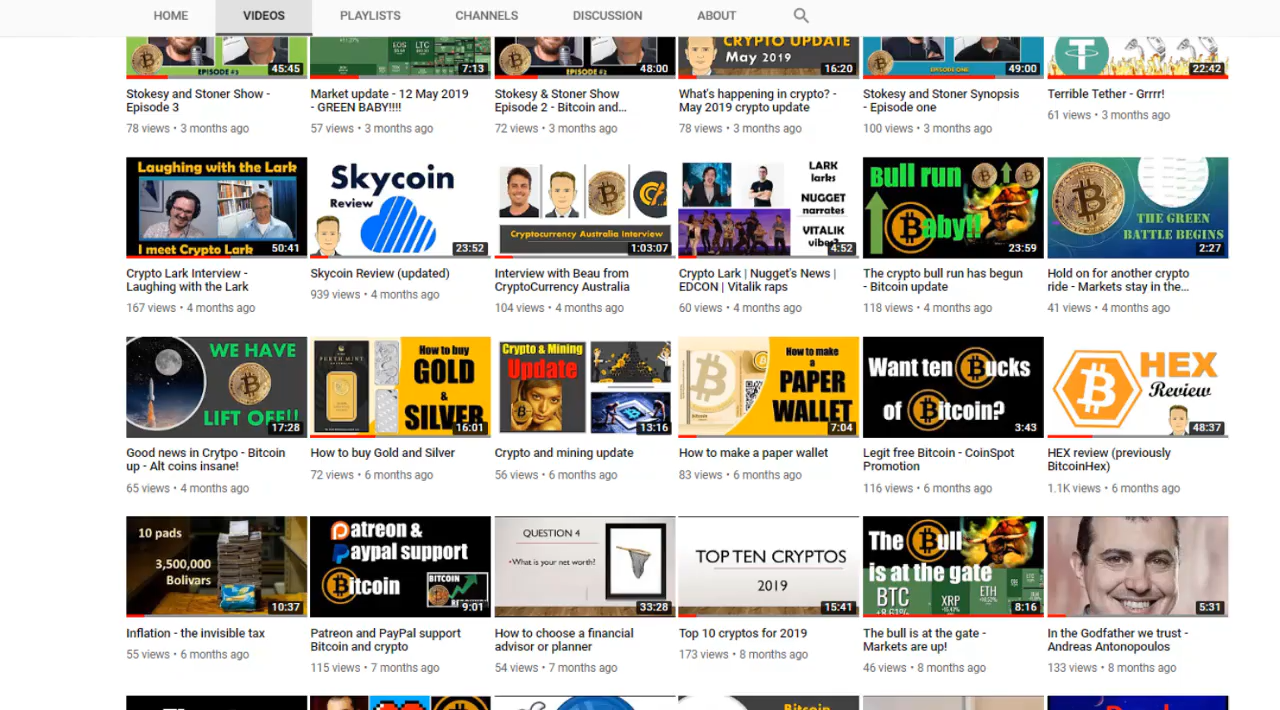 HOME VIDEOS PLAYLISTS CHANNELS DISCUSSION ABOUT
EPISODE #3
45:45
EOS LTC
7:13
EPISODE #2
48:00
CRYPTO UPDATE
May 2019
16:20
EPISODE ONE
49:00
22:42
Stokesy and Stoner Show -
Episode 3
78 views • 3 months ago
Market update - 12 May 2019
- GREEN BABY!!!!
57 views • 3 months ago
Stokesy & Stoner Show
Episode 2 - Bitcoin and...
72 views • 3 months ago
What's happening in crypto? -
May 2019 crypto update
78 views • 3 months ago
Stokesy and Stoner Synopsis
- Episode one
100 views • 3 months ago
Terrible Tether - Grrrr!
61 views • 3 months ago
Laughing with the Lark
I meet Crypto Lark
50:41
Skycoin
Review
23:52
Cryptocurrency Australia Interview
1:03:07
LARK
larks
NUGGET
narrates
VITALIK
vibes
4:52
Bull run
Baby!!
23:59
THE GREEN
BATTLE BEGINS
2:27
Crypto Lark Interview -
Laughing with the Lark
167 views • 4 months ago
Skycoin Review (updated)
939 views • 4 months ago
Interview with Beau from
CryptoCurrency Australia
104 views • 4 months ago
Crypto Lark | Nugget's News |
EDCON | Vitalik raps
60 views • 4 months ago
The crypto bull run has begun
- Bitcoin update
118 views • 4 months ago
Hold on for another crypto
ride - Markets stay in the...
41 views • 4 months ago
WE HAVE
LIFT OFF!!
17:28
PERTH MINT
How to buy
GOLD
&
SILVER
16:01
Crypto & Mining
Update
13:16
How to make
a
PAPER
WALLET
7:04
Want ten Bucks
of Bitcoin?
3:43
HEX
Review
48:37
Good news in Crytpo - Bitcoin
up - Alt coins insane!
65 views • 4 months ago
How to buy Gold and Silver
72 views • 6 months ago
Crypto and mining update
56 views • 6 months ago
How to make a paper wallet
83 views • 6 months ago
Legit free Bitcoin - CoinSpot
Promotion
116 views • 6 months ago
HEX review (previously
BitcoinHex)
1.1K views • 6 months ago
10 pads
3,500,000
Bolivars
10:37
Patreon &
Paypal support
Bitcoin
BITCOIN
9:01
QUESTION 4
•What is your net worth?
33:28
TOP TEN CRYPTOS
2019
15:41
The Bull
is at the gate
BTC
+8.61%
XRP
ETH
8:16
5:31
Inflation - the invisible tax
55 views • 6 months ago
Patreon and PayPal support
Bitcoin and crypto
115 views • 7 months ago
How to choose a financial
advisor or planner
54 views • 7 months ago
Top 10 cryptos for 2019
173 views • 8 months ago
The bull is at the gate -
Markets are up!
46 views • 8 months ago
In the Godfather we trust -
Andreas Antonopoulos
133 views • 8 months ago
Bitcoin